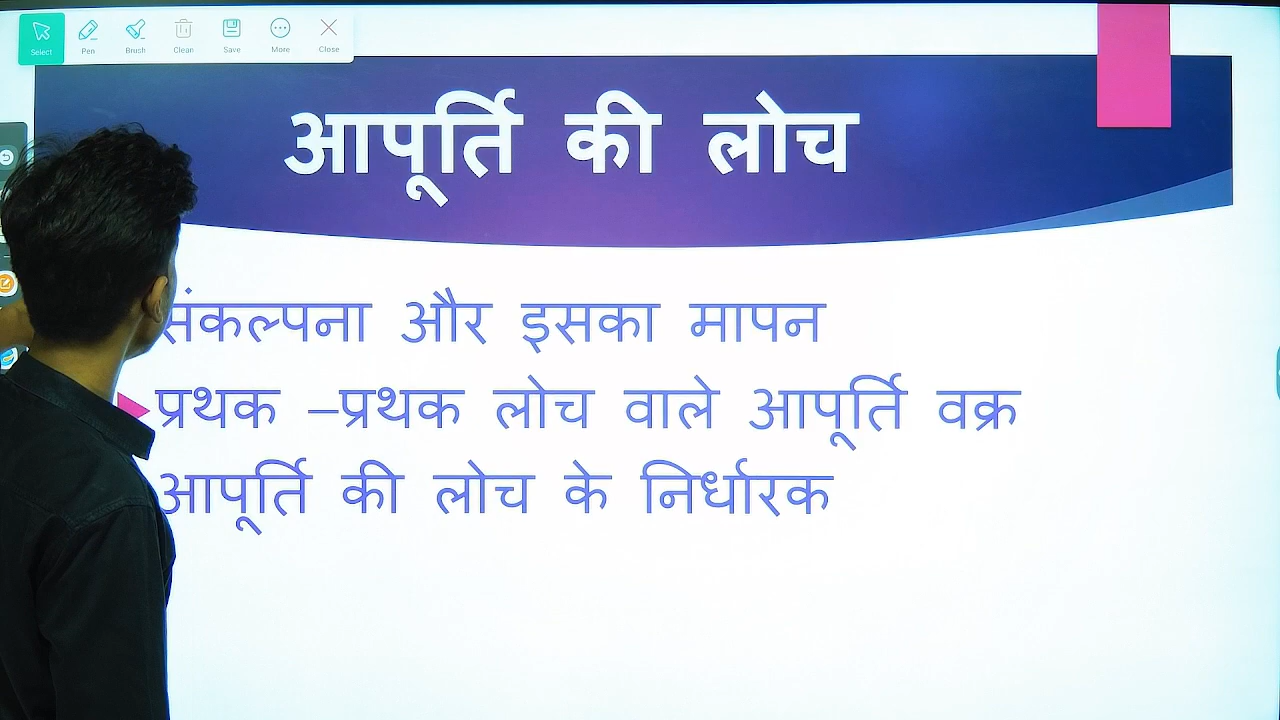 Select Pen Brush Clean Save More Close
आपूर्ति की लोच
संकल्पना और इसका मापन
प्रथक –प्रथक लोच वाले आपूर्ति वक्र
आपूर्ति की लोच के निर्धारक